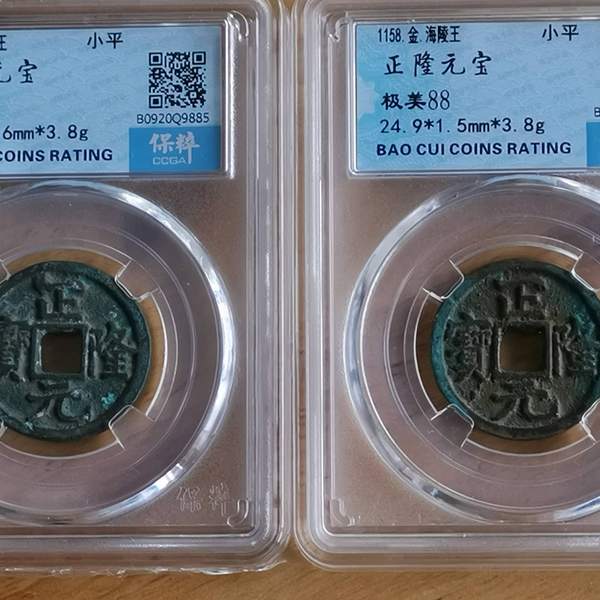 王 小平
元宝
B0920Q9885
6mm*3.8g
保粹
CCGA
COINS RATING
正
隆
元
寶
保粹
1158.金.海陵王 小平
正隆元宝
极美88
24.9*1.5mm*3.8g
BAO CUI COINS RATING
B
正
隆
元
寶